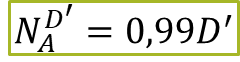 $N_A^{D'} = 0{,}99D'$